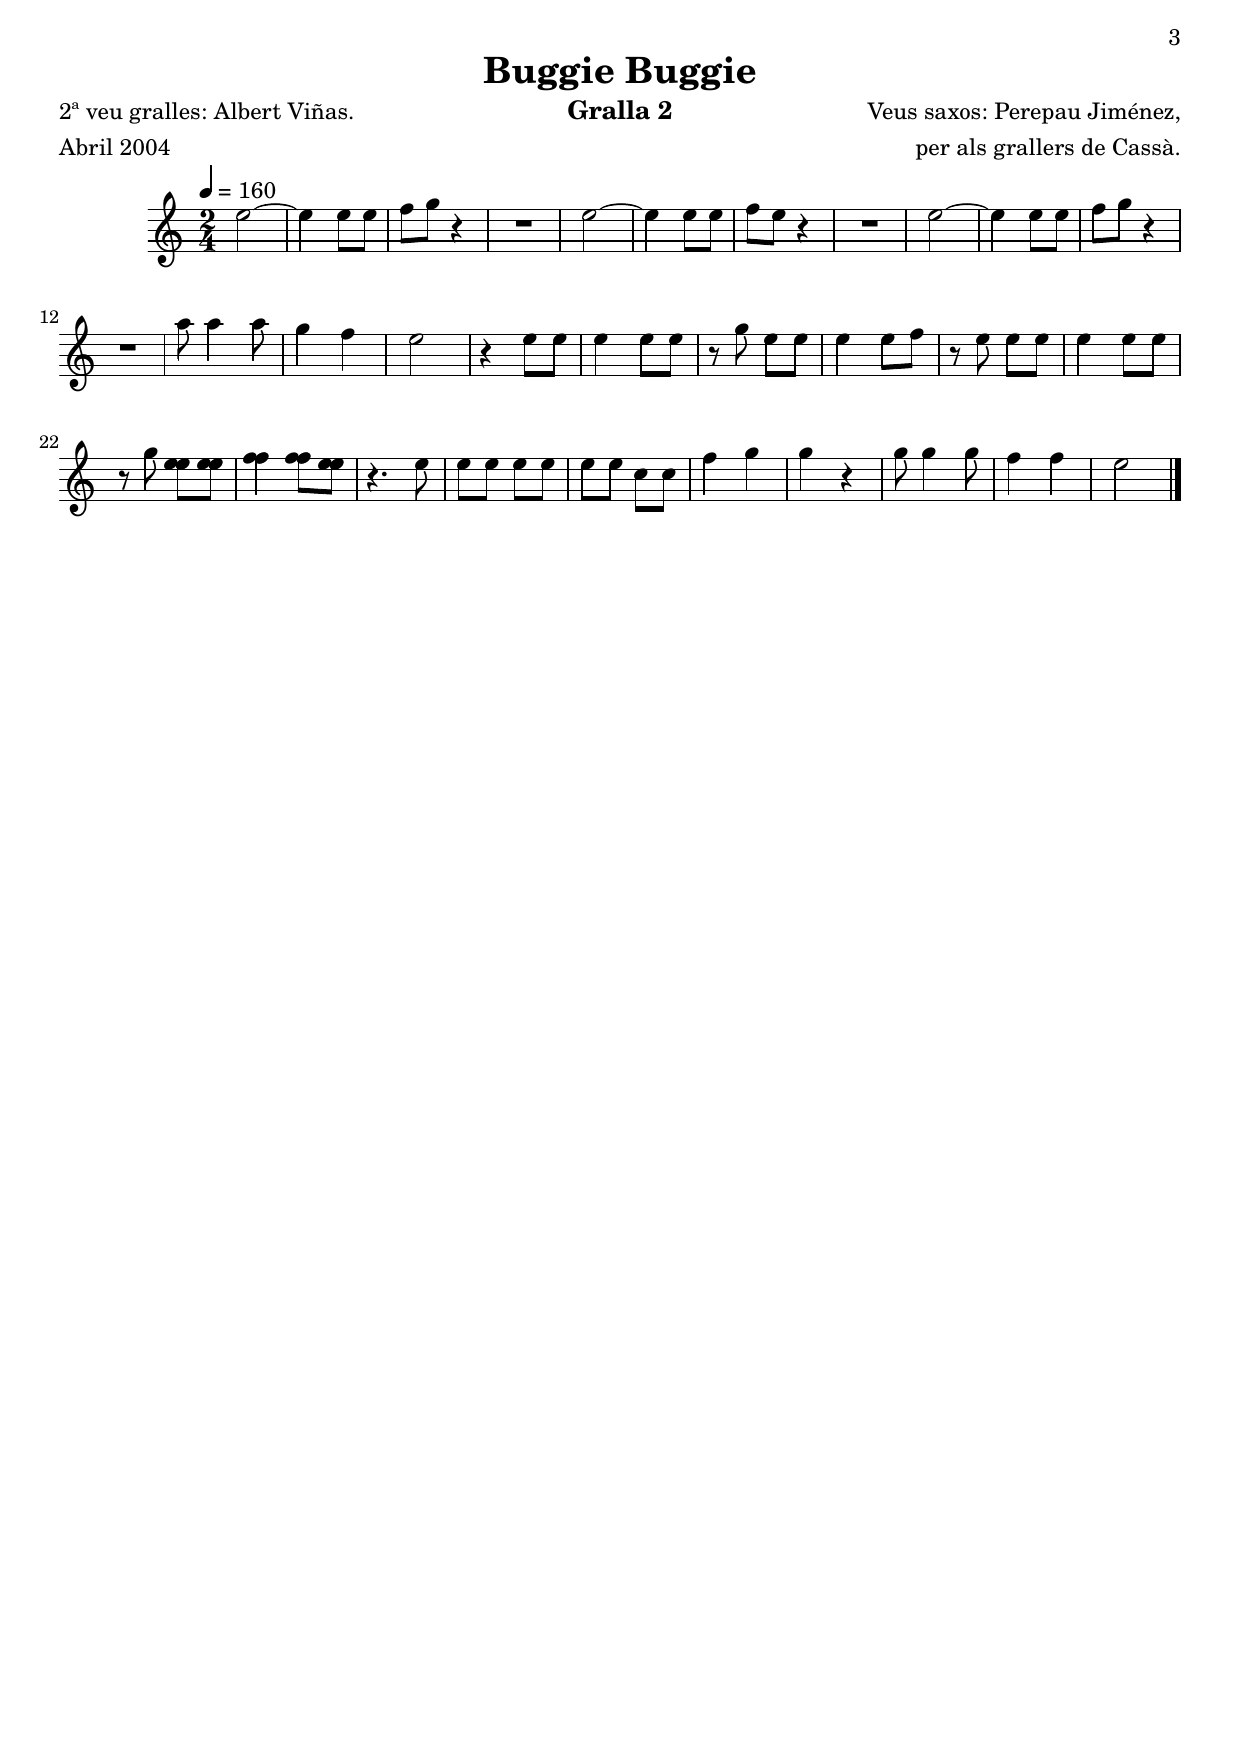 3
Buggie Buggie
2ª veu gralles: Albert Viñas. Gralla 2 Veus saxos: Perepau Jiménez,
Abril 2004 per als grallers de Cassà.
= 160
2
4
12
22